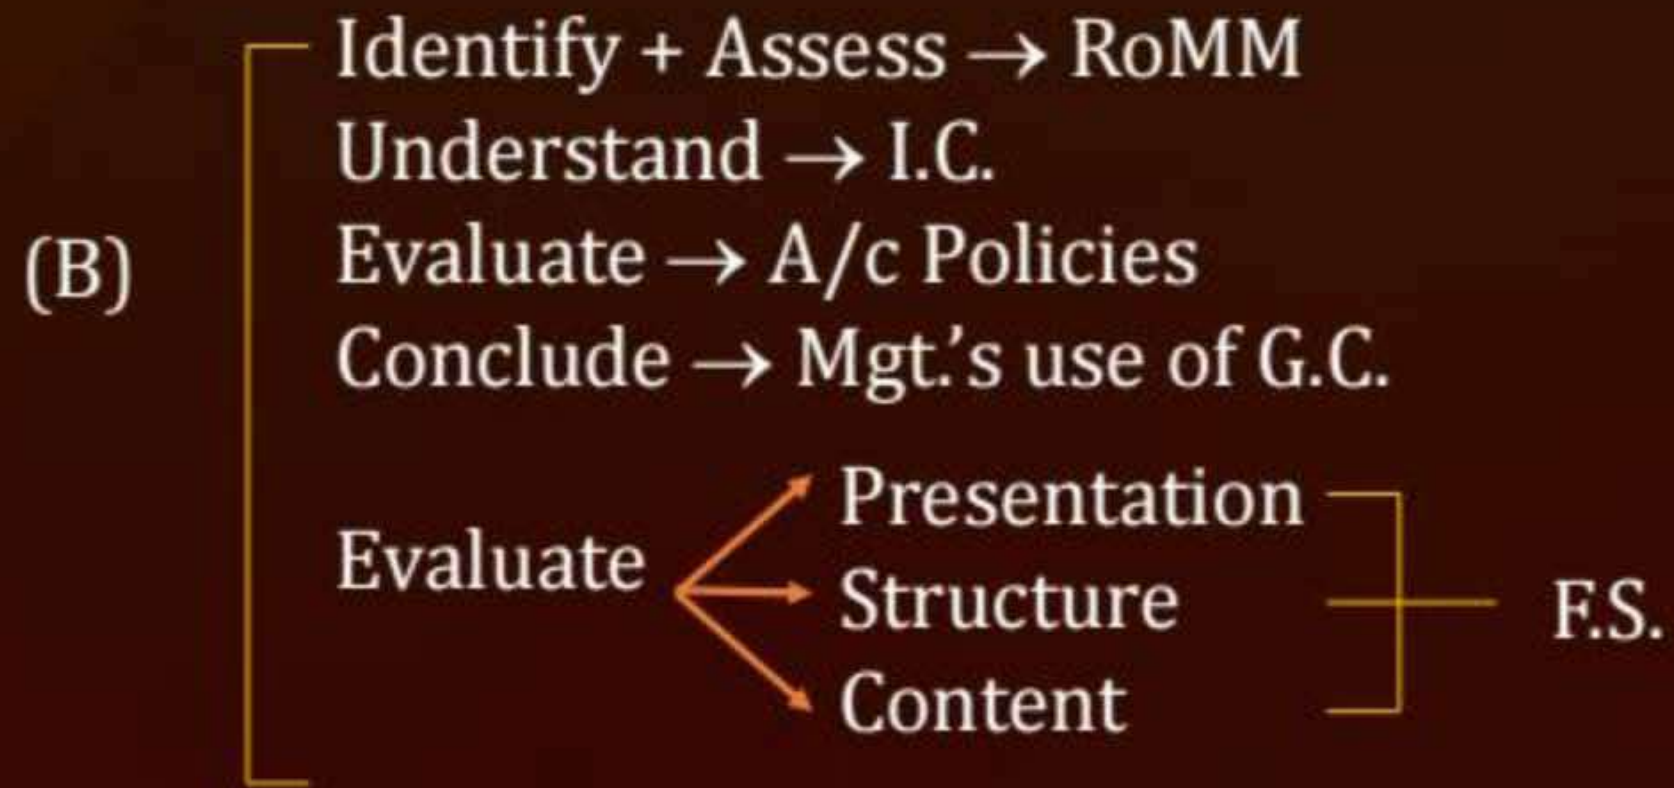 Identify + Assess → RoMM
Understand → I.C.
(B)
Evaluate → A/c Policies
Conclude → Mgt.'s use of G.C.
Evaluate
Presentation
Structure
Content
F.S.